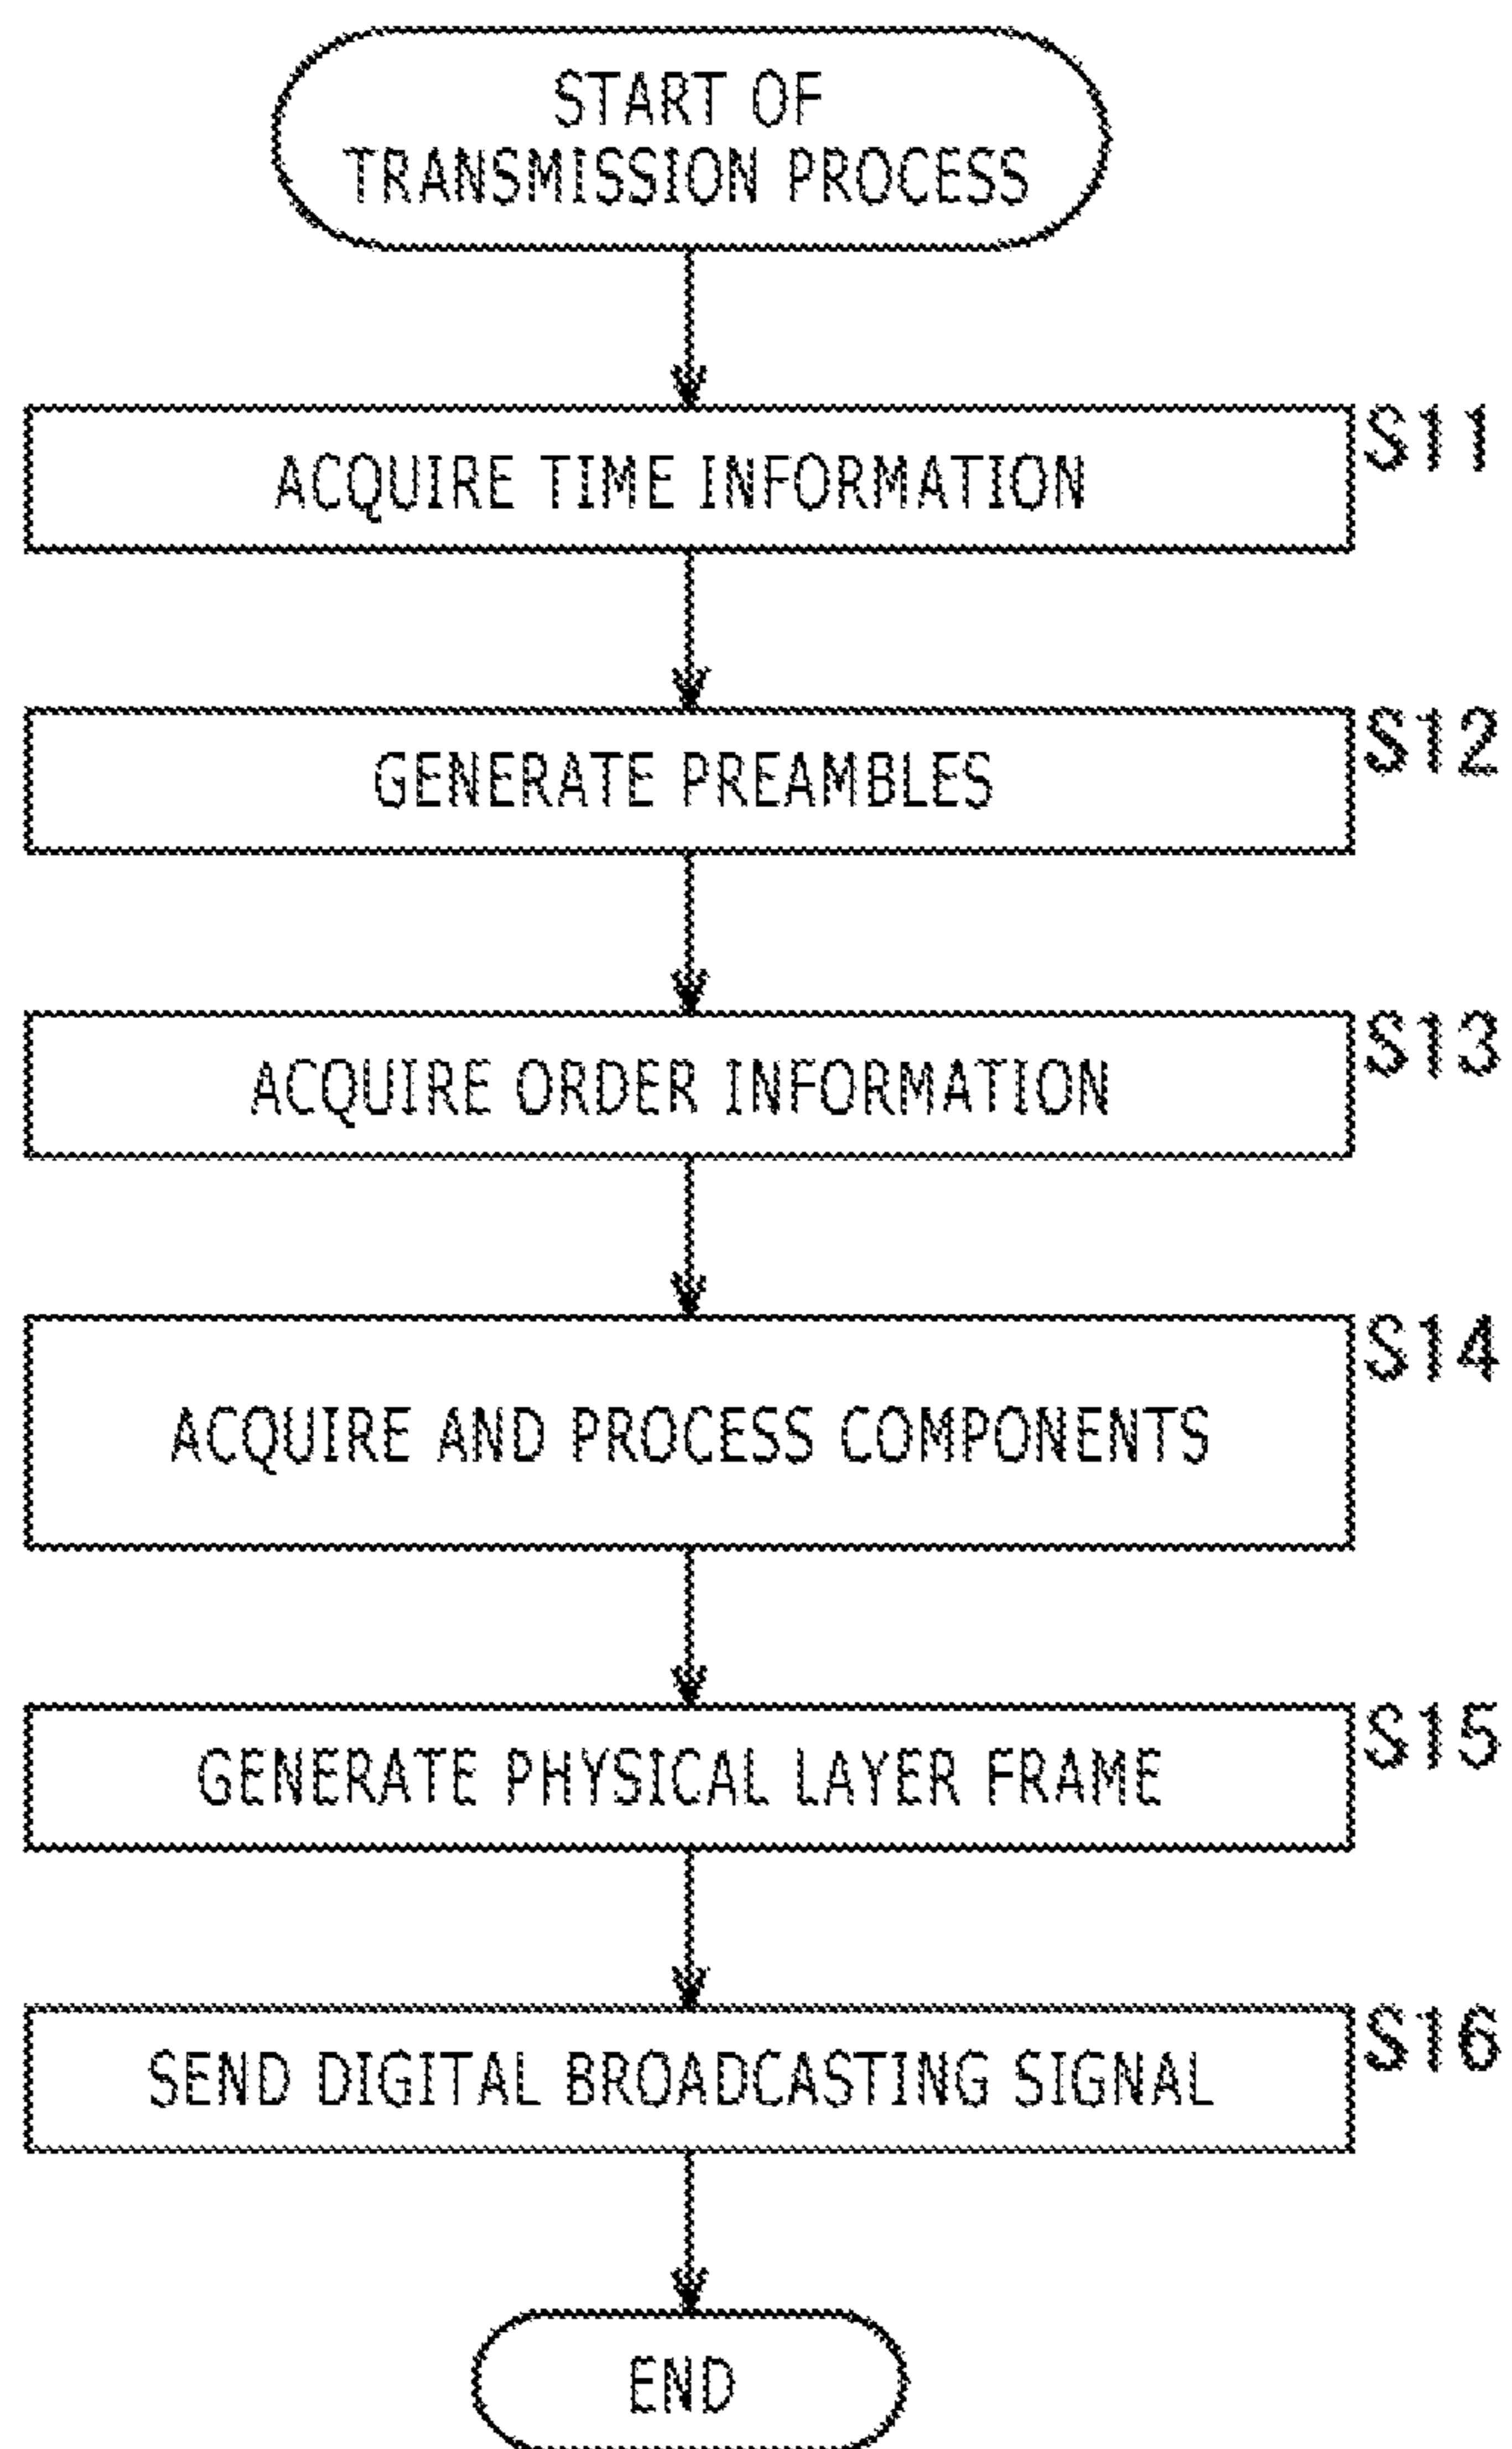 START OF
TRANSMISSION PROCESS
ACQUIRE TIME INFORMATION
S11
GENERATE PREAMBLES
S12
ACQUIRE ORDER INFORMATION
S13
ACQUIRE AND PROCESS COMPONENTS
S14
GENERATE PHYSICAL LAYER FRAME
S15
SEND DIGITAL BROADCASTING SIGNAL
S16
END